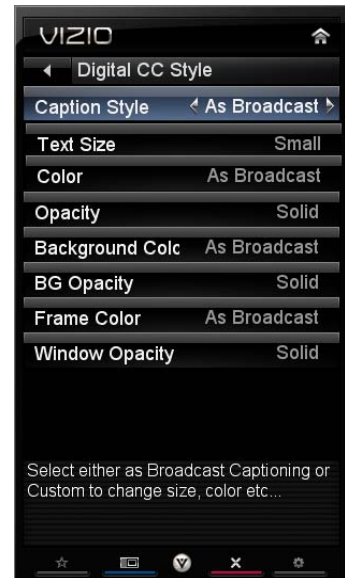 VIZIO
Digital CC Style
Caption Style As Broadcast
Text Size Small
Color As Broadcast
Opacity Solid
Background Colc As Broadcast
BG Opacity Solid
Frame Color As Broadcast
Window Opacity Solid
Select either as Broadcast Captioning or
Custom to change size, color etc...
V